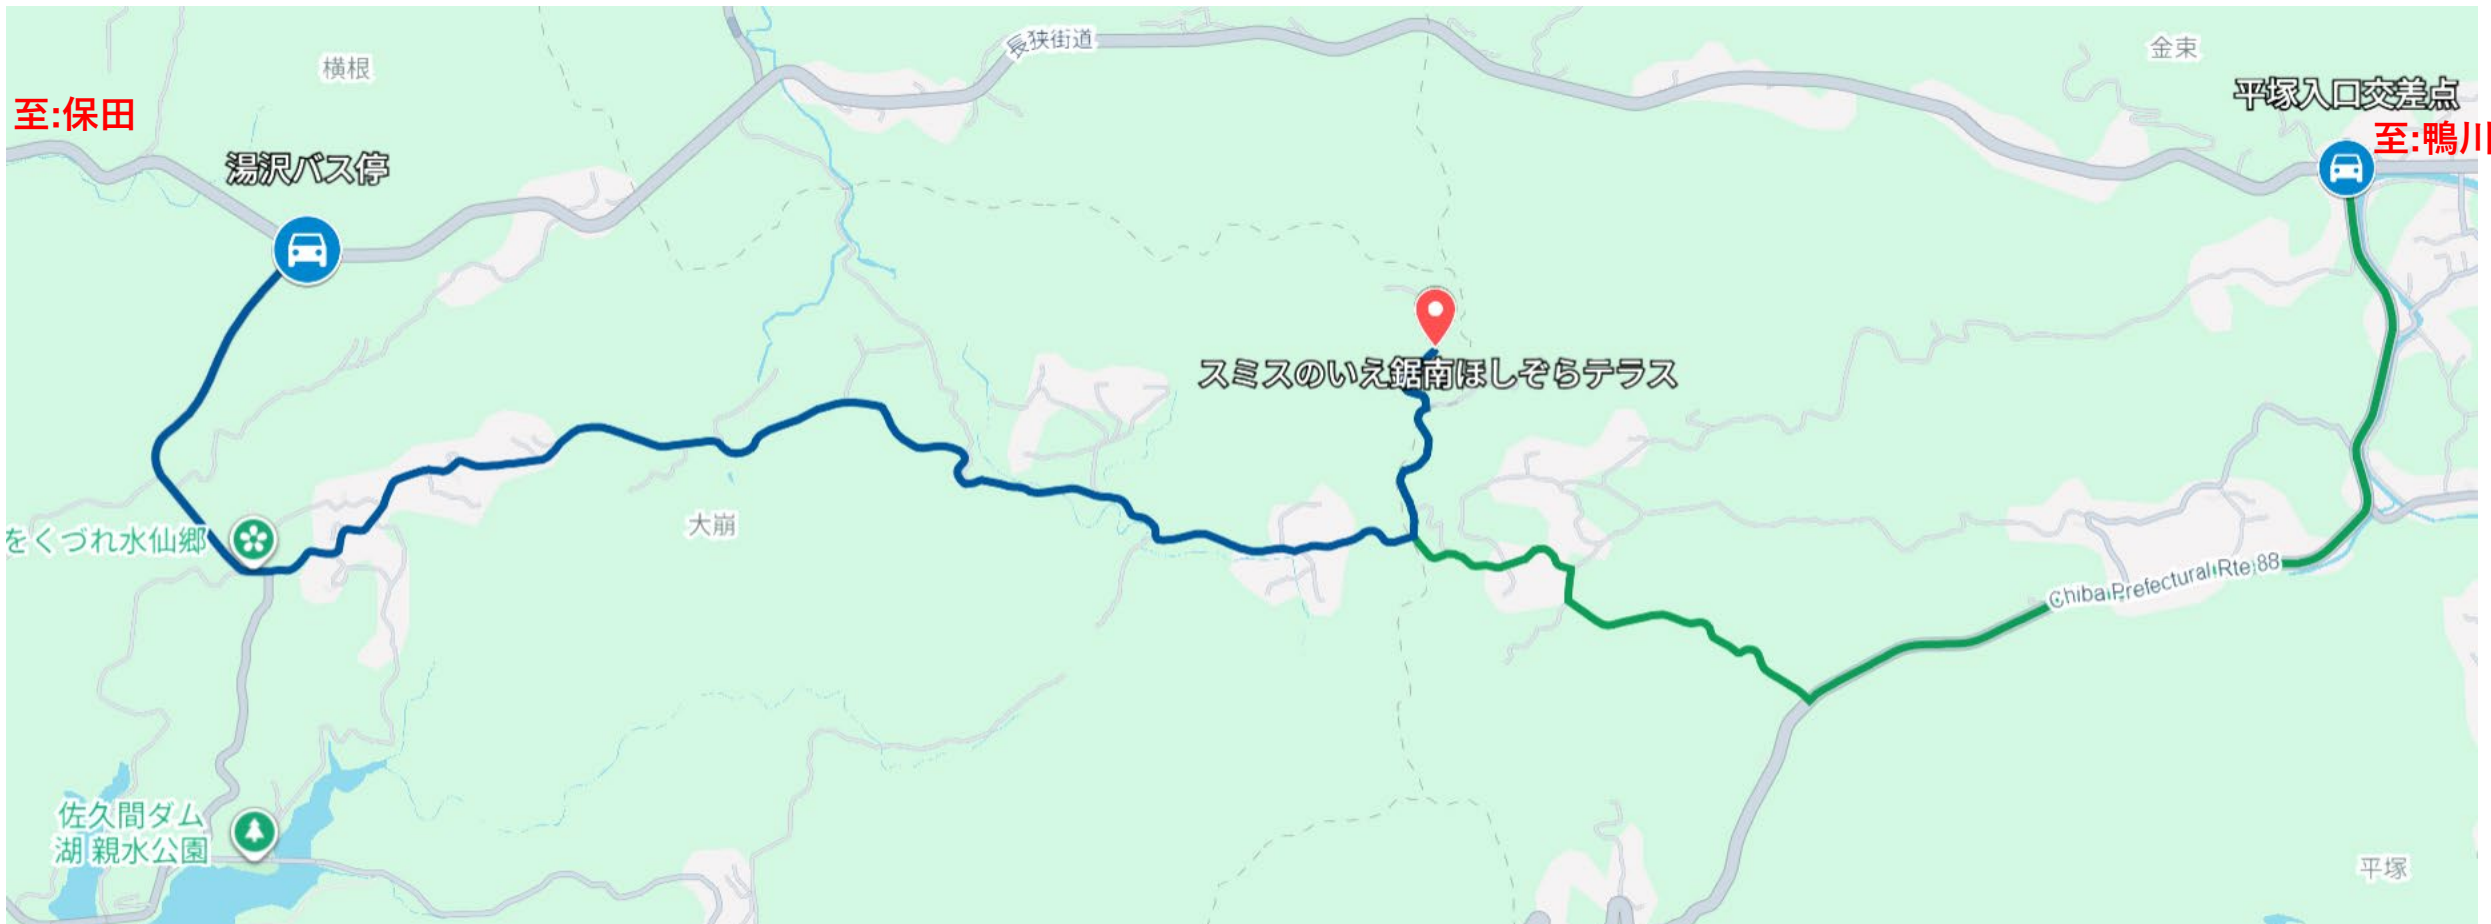 長狭街道
横根
金束
至:保田
平塚入口交差点
至:鴨川
湯沢バス停
スミスのいえ鋸南ほしぞらテラス
をくづれ水仙郷
大崩
Chiba Prefectural Rte 88
佐久間ダム
湖 親水公園
平塚